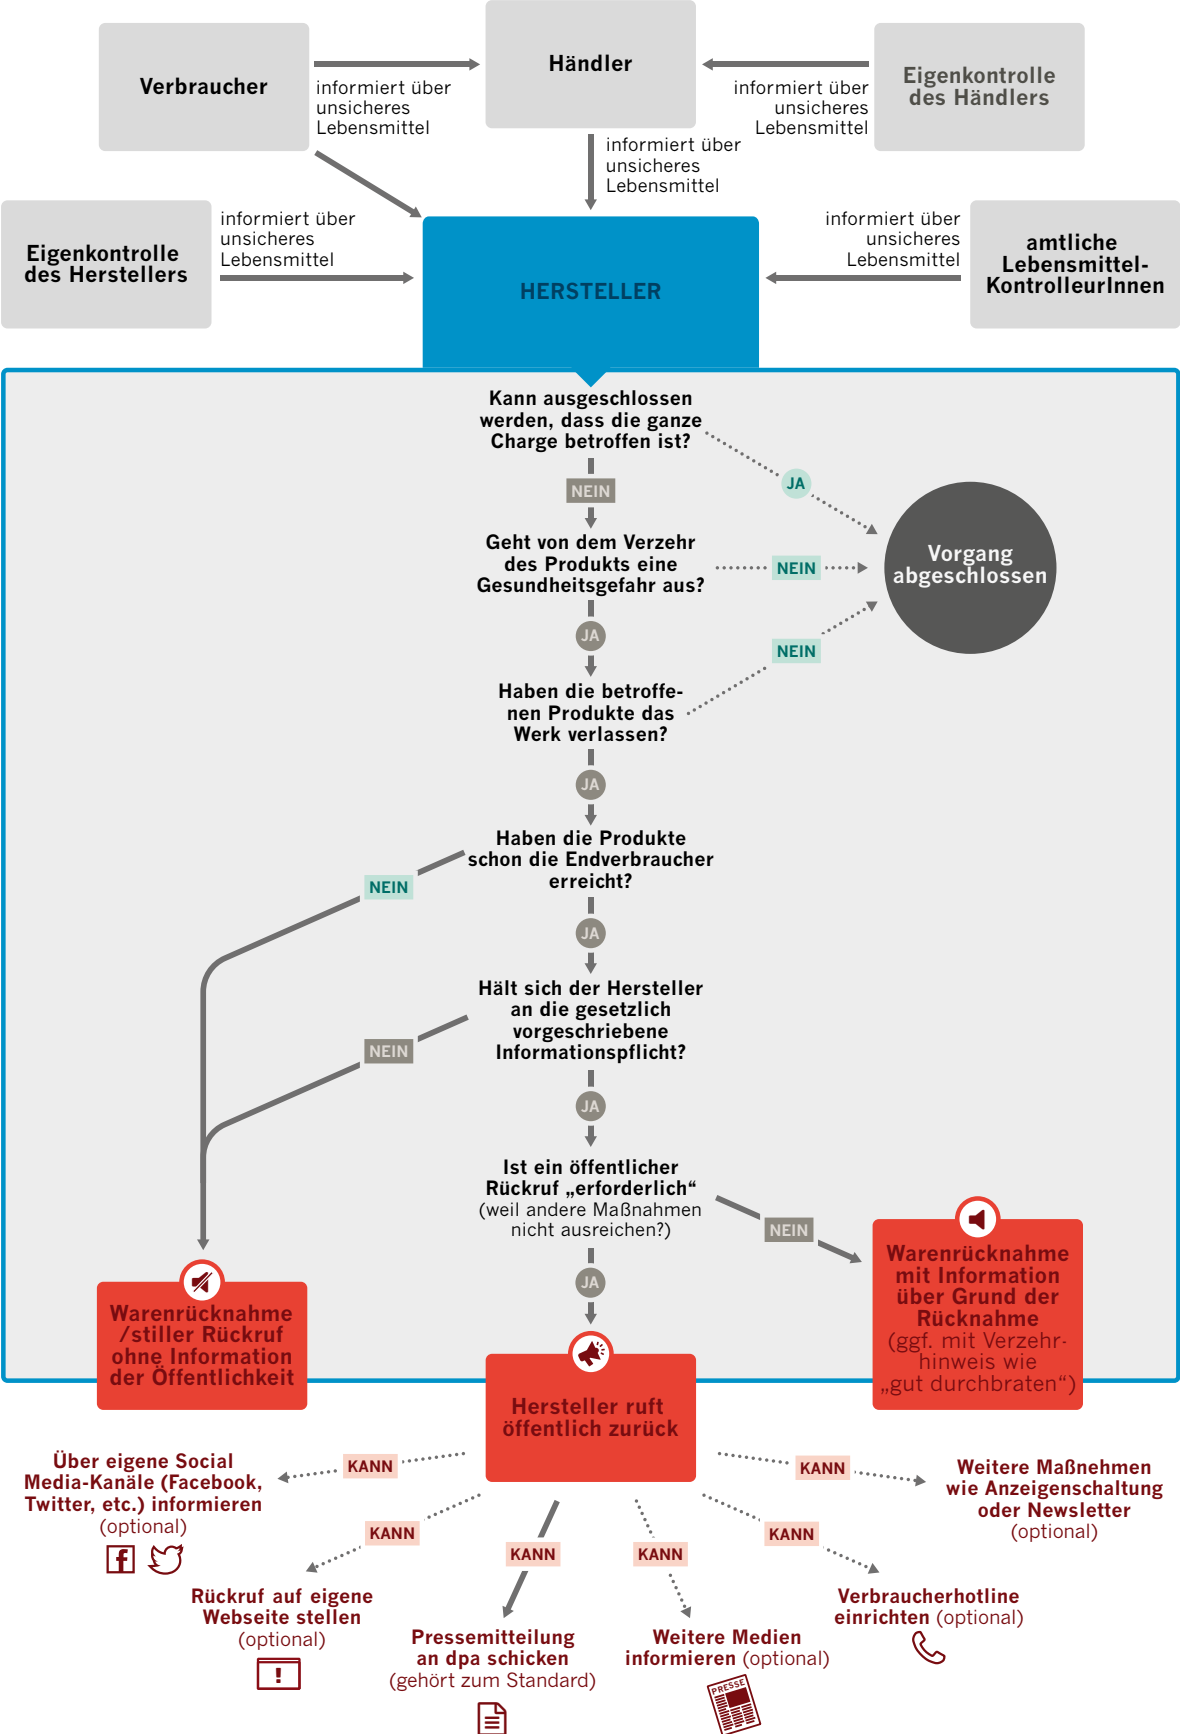 Verbraucher
informiert über
unsicheres
Lebensmittel
Händler
informiert über
unsicheres
Lebensmittel
Eigenkontrolle
des Händlers
informiert über
unsicheres
Lebensmittel
Eigenkontrolle
des Herstellers
informiert über
unsicheres
Lebensmittel
HERSTELLER
informiert über
unsicheres
Lebensmittel
amtliche
Lebensmittel-
KontrolleurInnen
Kann ausgeschlossen
werden, dass die ganze
Charge betroffen ist?
JA
NEIN
Geht von dem Verzehr
des Produkts eine
Gesundheitsgefahr aus?
NEIN
Vorgang
abgeschlossen
JA
NEIN
Haben die betroffe-
nen Produkte das
Werk verlassen?
JA
Haben die Produkte
schon die Endverbraucher
erreicht?
NEIN
JA
Hält sich der Hersteller
an die gesetzlich
vorgeschriebene
Informationspflicht?
NEIN
JA
Ist ein öffentlicher
Rückruf „erforderlich“
(weil andere Maßnahmen
nicht ausreichen?)
NEIN
JA
Warenrücknahme
mit Information
über Grund der
Rücknahme
(ggf. mit Verzehr-
hinweis wie
„gut durchbraten“)
Warenrücknahme
/stiller Rückruf
ohne Information
der Öffentlichkeit
Hersteller ruft
öffentlich zurück
KANN
KANN
KANN
KANN
KANN
KANN
Über eigene Social
Media-Kanäle (Facebook,
Twitter, etc.) informieren
(optional)
f
Rückruf auf eigene
Webseite stellen
(optional)
!
Pressemitteilung
an dpa schicken
(gehört zum Standard)
Weitere Medien
informieren (optional)
PRESSE
Verbraucherhotline
einrichten (optional)
Weitere Maßnehmen
wie Anzeigenschaltung
oder Newsletter
(optional)